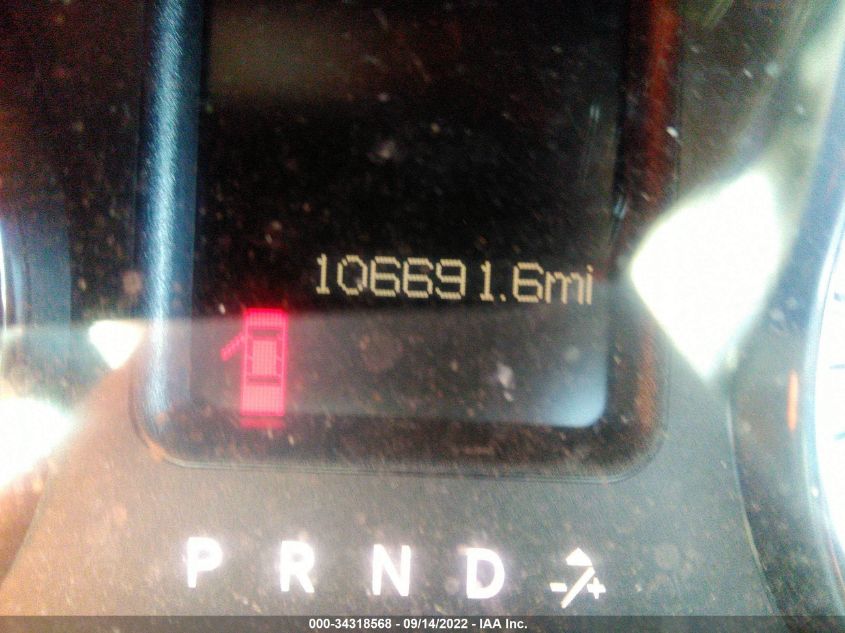 106691.6mi
P R N D -/+
000-34318568 - 09/14/2022 - IAA Inc.